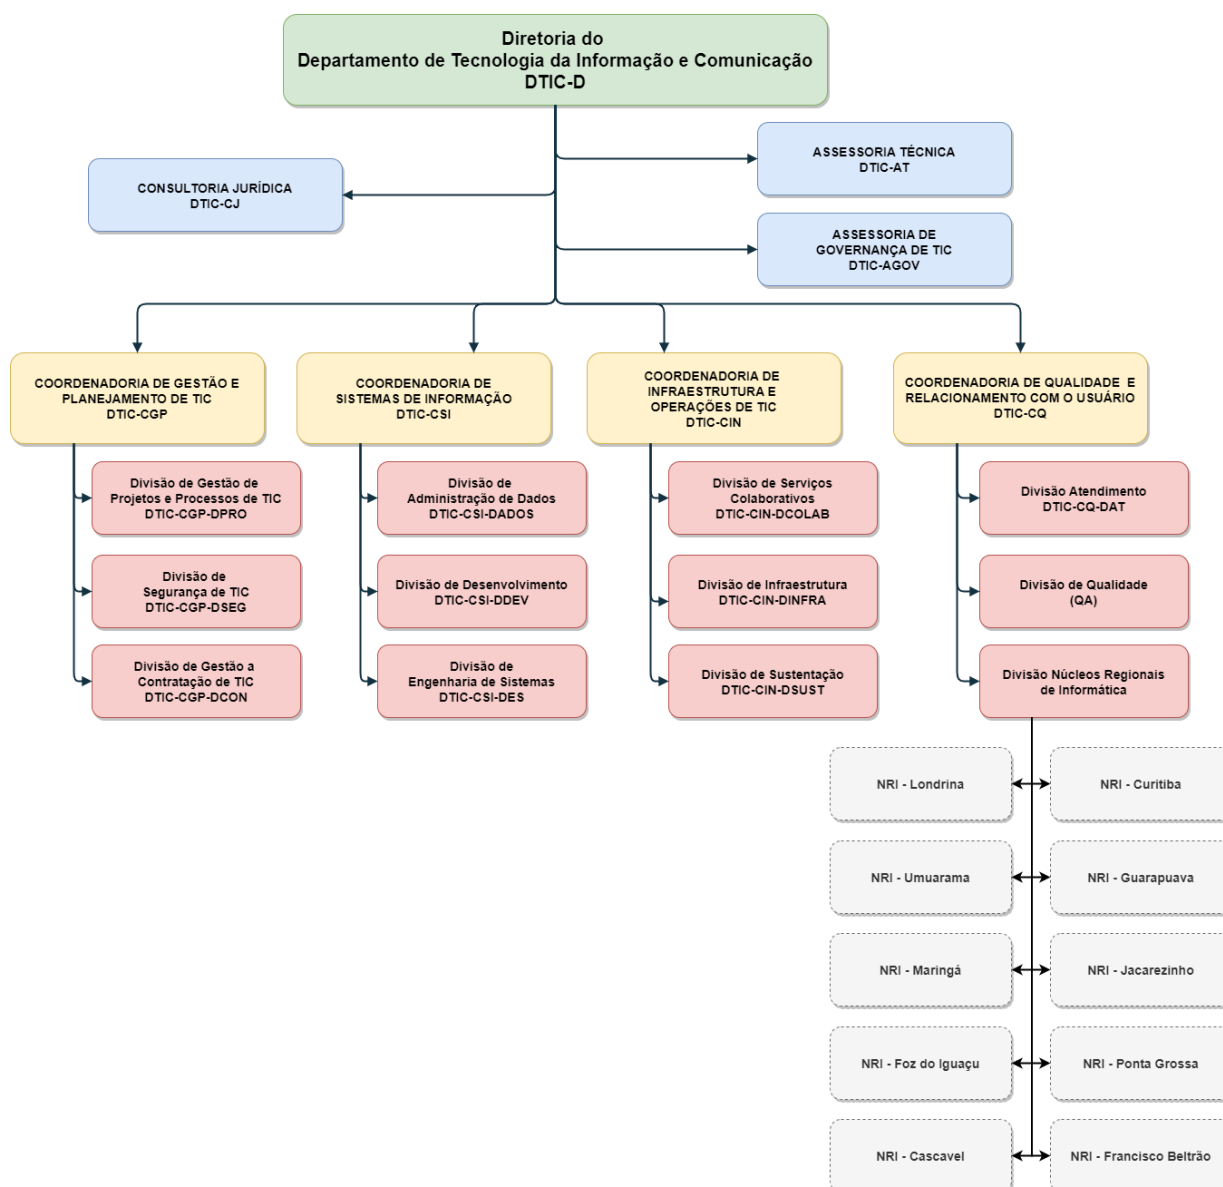 Diretoria do
Departamento de Tecnologia da Informação e Comunicação
DTIC-D
ASSESSORIA TÉCNICA
DTIC-AT
CONSULTORIA JURÍDICA
DTIC-CJ
ASSESSORIA DE
GOVERNANÇA DE TIC
DTIC-AGOV
COORDENADORIA DE GESTÃO E
PLANEJAMENTO DE TIC
DTIC-CGP
COORDENADORIA DE
SISTEMAS DE INFORMAÇÃO
DTIC-CSI
COORDENADORIA DE
INFRAESTRUTURA E
OPERAÇÕES DE TIC
DTIC-CIN
COORDENADORIA DE QUALIDADE E
RELACIONAMENTO COM O USUÁRIO
DTIC-CQ
Divisão de Gestão de
Projetos e Processos de TIC
DTIC-CGP-DPRO
Divisão de
Administração de Dados
DTIC-CSI-DADOS
Divisão de Serviços
Colaborativos
DTIC-CIN-DCOLAB
Divisão Atendimento
DTIC-CQ-DAT
Divisão de
Segurança de TIC
DTIC-CGP-DSEG
Divisão de Desenvolvimento
DTIC-CSI-DDEV
Divisão de Infraestrutura
DTIC-CIN-DINFRA
Divisão de Qualidade
(QA)
Divisão de Gestão a
Contratação de TIC
DTIC-CGP-DCON
Divisão de
Engenharia de Sistemas
DTIC-CSI-DES
Divisão de Sustentação
DTIC-CIN-DSUST
Divisão Núcleos Regionais
de Informática
NRI - Londrina
NRI - Curitiba
NRI - Umuarama
NRI - Guarapuava
NRI - Maringá
NRI - Jacarezinho
NRI - Foz do Iguaçu
NRI - Ponta Grossa
NRI - Cascavel
NRI - Francisco Beltrão